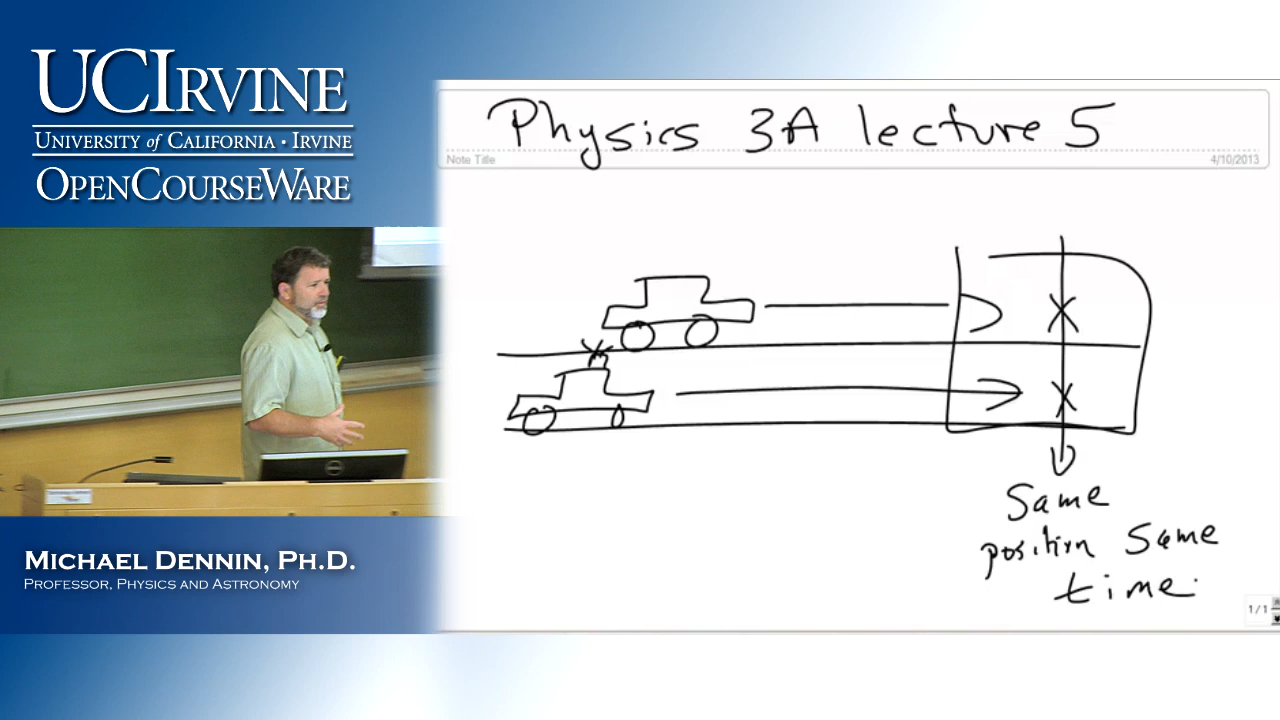 UCIRVINE
UNIVERSITY of CALIFORNIA • IRVINE
OPENCOURSEWARE
Physics 3A lecture 5
Note Title
4/10/2013
Same
position Same
time.
MICHAEL DENNIN, PH.D.
PROFESSOR, PHYSICS AND ASTRONOMY
1/1